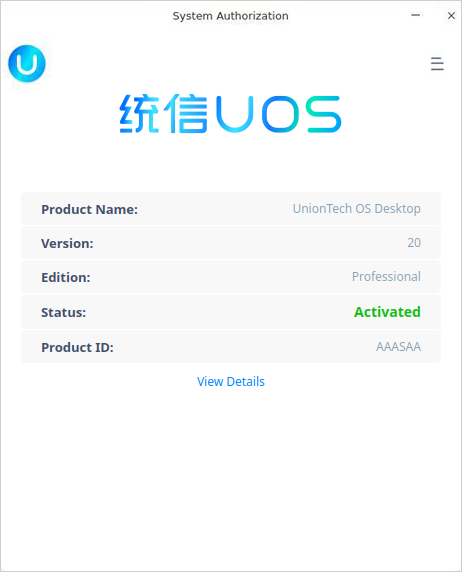 System Authorization
统信UOS
Product Name: UnionTech OS Desktop
Version: 20
Edition: Professional
Status: Activated
Product ID: AAASAA
View Details